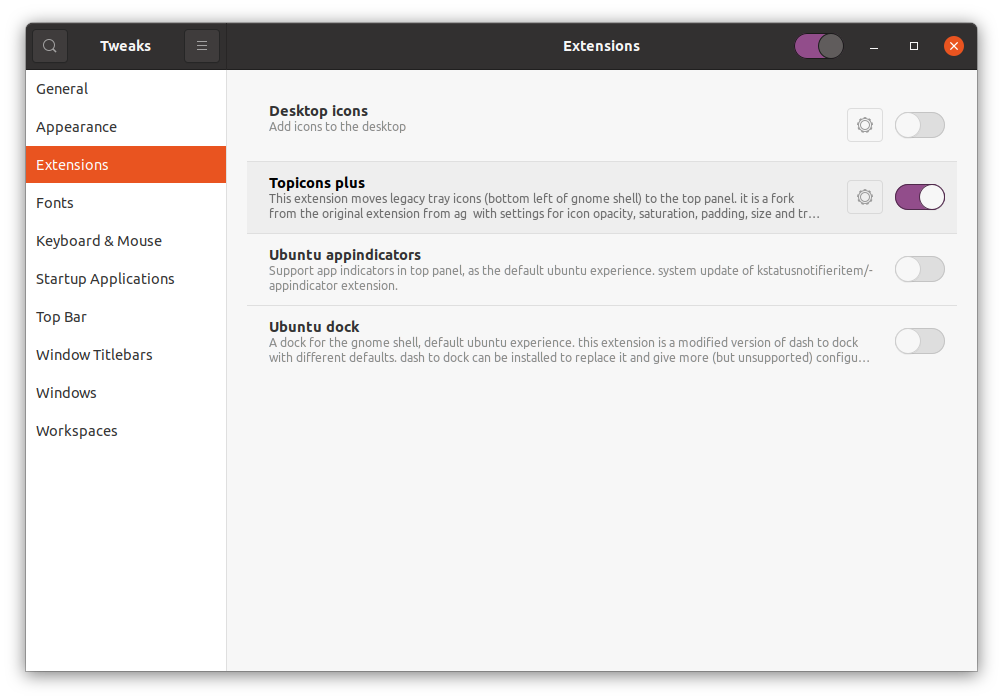 Tweaks
Extensions
General
Appearance
Extensions
Fonts
Keyboard & Mouse
Startup Applications
Top Bar
Window Titlebars
Windows
Workspaces
Desktop icons
Add icons to the desktop
Topicons plus
This extension moves legacy tray icons (bottom left of gnome shell) to the top panel. it is a fork
from the original extension from ag  with settings for icon opacity, saturation, padding, size and tr…
Ubuntu appindicators
Support app indicators in top panel, as the default ubuntu experience. system update of kstatusnotifieritem/-
appindicator extension.
Ubuntu dock
A dock for the gnome shell, default ubuntu experience. this extension is a modified version of dash to dock
with different defaults. dash to dock can be installed to replace it and give more (but unsupported) configu…